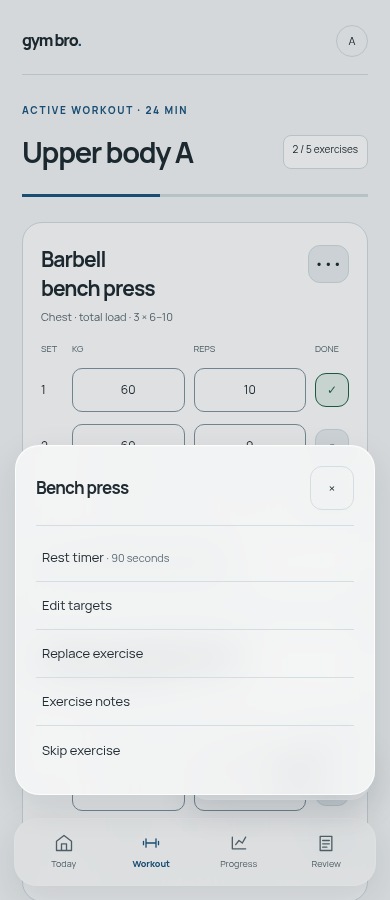 gym bro.
A
ACTIVE WORKOUT · 24 MIN
Upper body A
2 / 5 exercises
Barbell
bench press
•••
Chest · total load · 3 × 6–10
SET KG REPS DONE
1 60 10 ✓
Bench press
×
Rest timer · 90 seconds
Edit targets
Replace exercise
Exercise notes
Skip exercise
Today Workout Progress Review